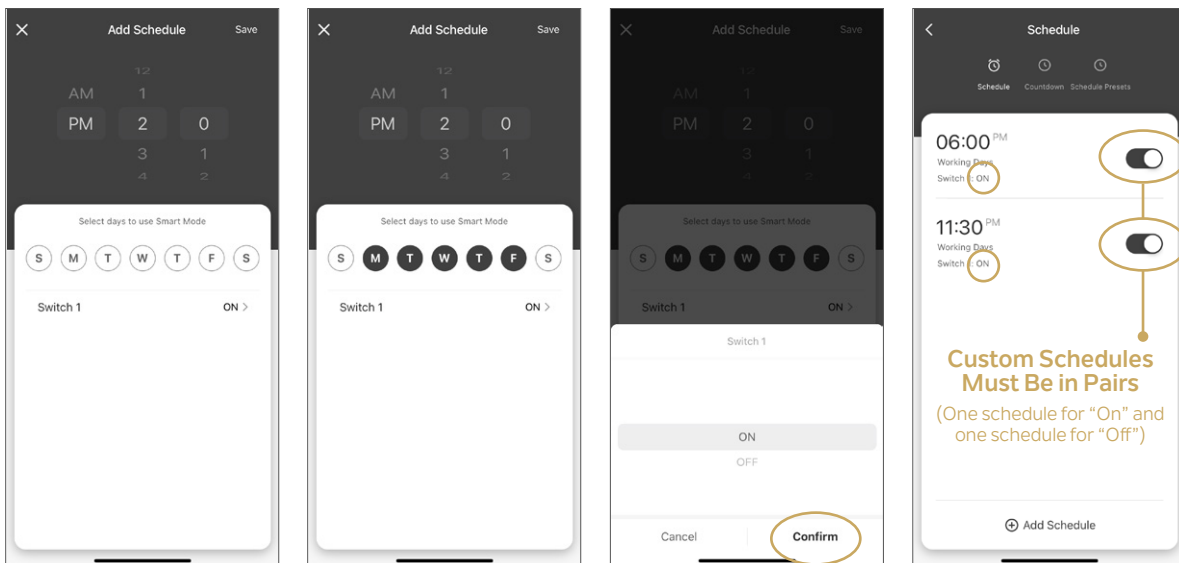 Add Schedule Save
12
AM 1
PM 2 0
3 1
4 2
Select days to use Smart Mode
S M T W T F S
Switch 1 ON
Add Schedule Save
12
AM 1
PM 2 0
3 1
4 2
Select days to use Smart Mode
S M T W T F S
Switch 1 ON
Add Schedule Save
12
AM 1
PM 2 0
3 1
4 2
Select days to use Smart Mode
S M T W T F S
Switch 1 ON
Switch 1
ON
OFF
Cancel Confirm
Schedule
Schedule Countdown Schedule Presets
06:00 PM
Working Days
Switch : ON
11:30 PM
Working Days
Switch : ON
Custom Schedules
Must Be in Pairs
(One schedule for “On” and
one schedule for “Off”)
Add Schedule